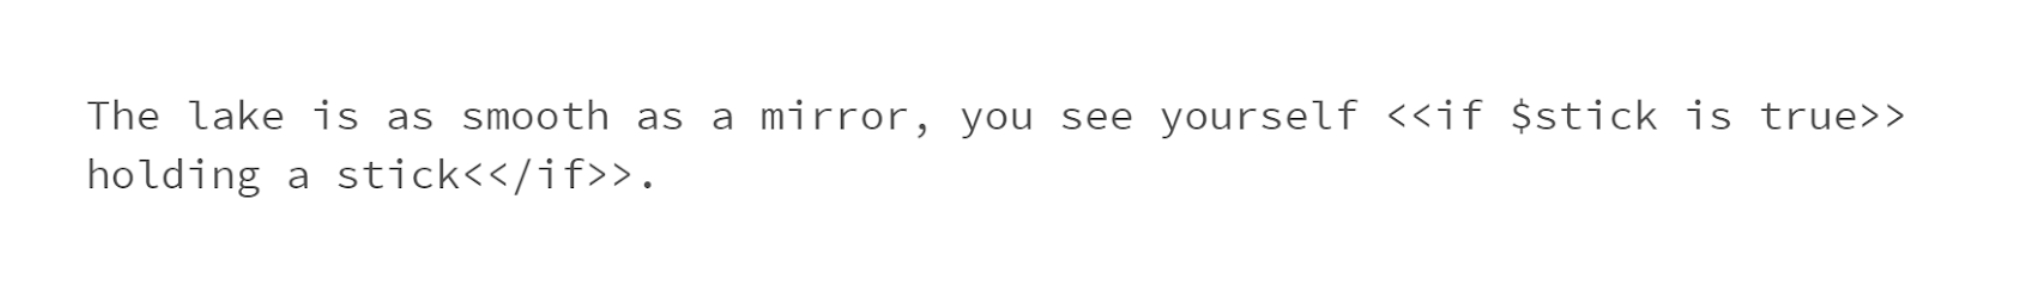 The lake is as smooth as a mirror, you see yourself <<if $stick is true>>
holding a stick<</if>>.